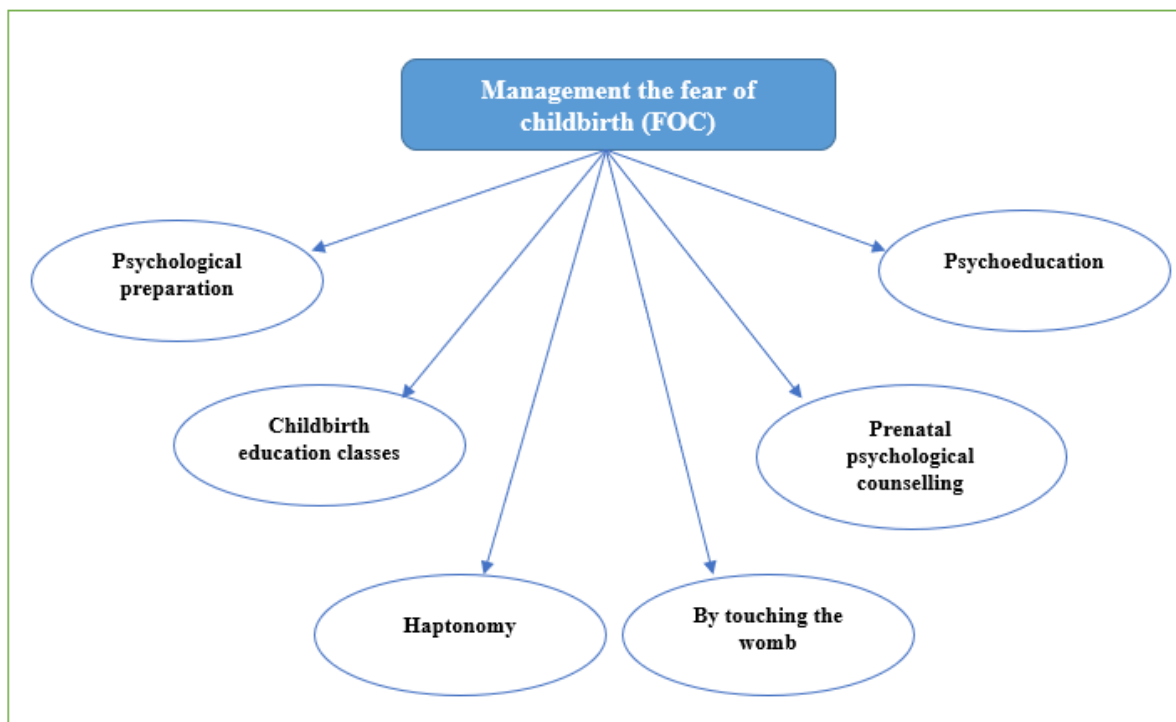 Management the fear of
childbirth (FOC)
Psychological
preparation
Psychoeducation
Childbirth
education classes
Prenatal
psychological
counselling
Haptonomy
By touching the
womb